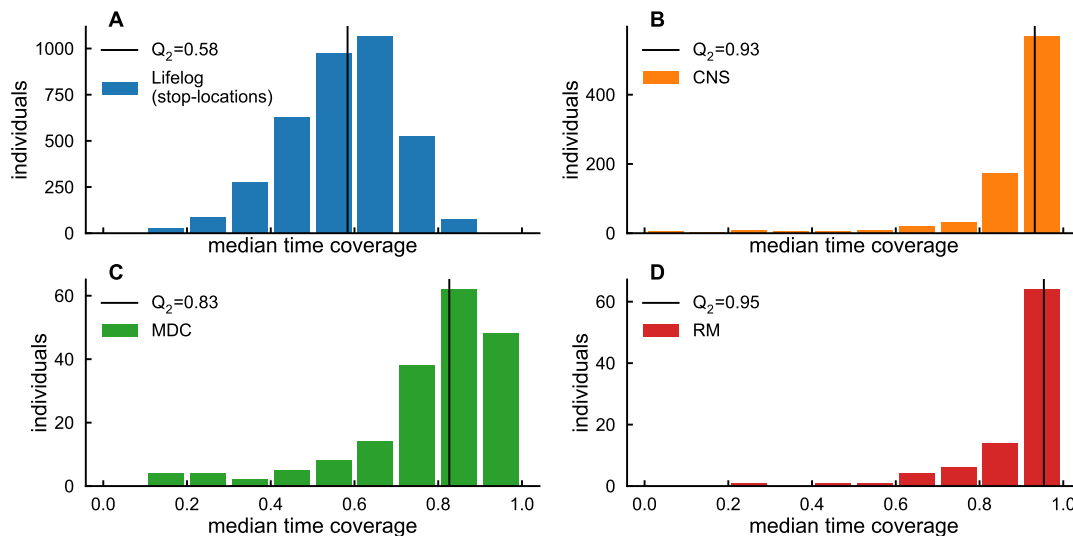 A
Q2=0.58
Lifelog
(stop-locations)
1000
750
500
250
0
individuals
median time coverage
B
Q2=0.93
CNS
400
200
0
individuals
median time coverage
C
Q2=0.83
MDC
60
40
20
0
individuals
0.0 0.2 0.4 0.6 0.8 1.0
median time coverage
D
Q2=0.95
RM
60
40
20
0
individuals
0.0 0.2 0.4 0.6 0.8 1.0
median time coverage